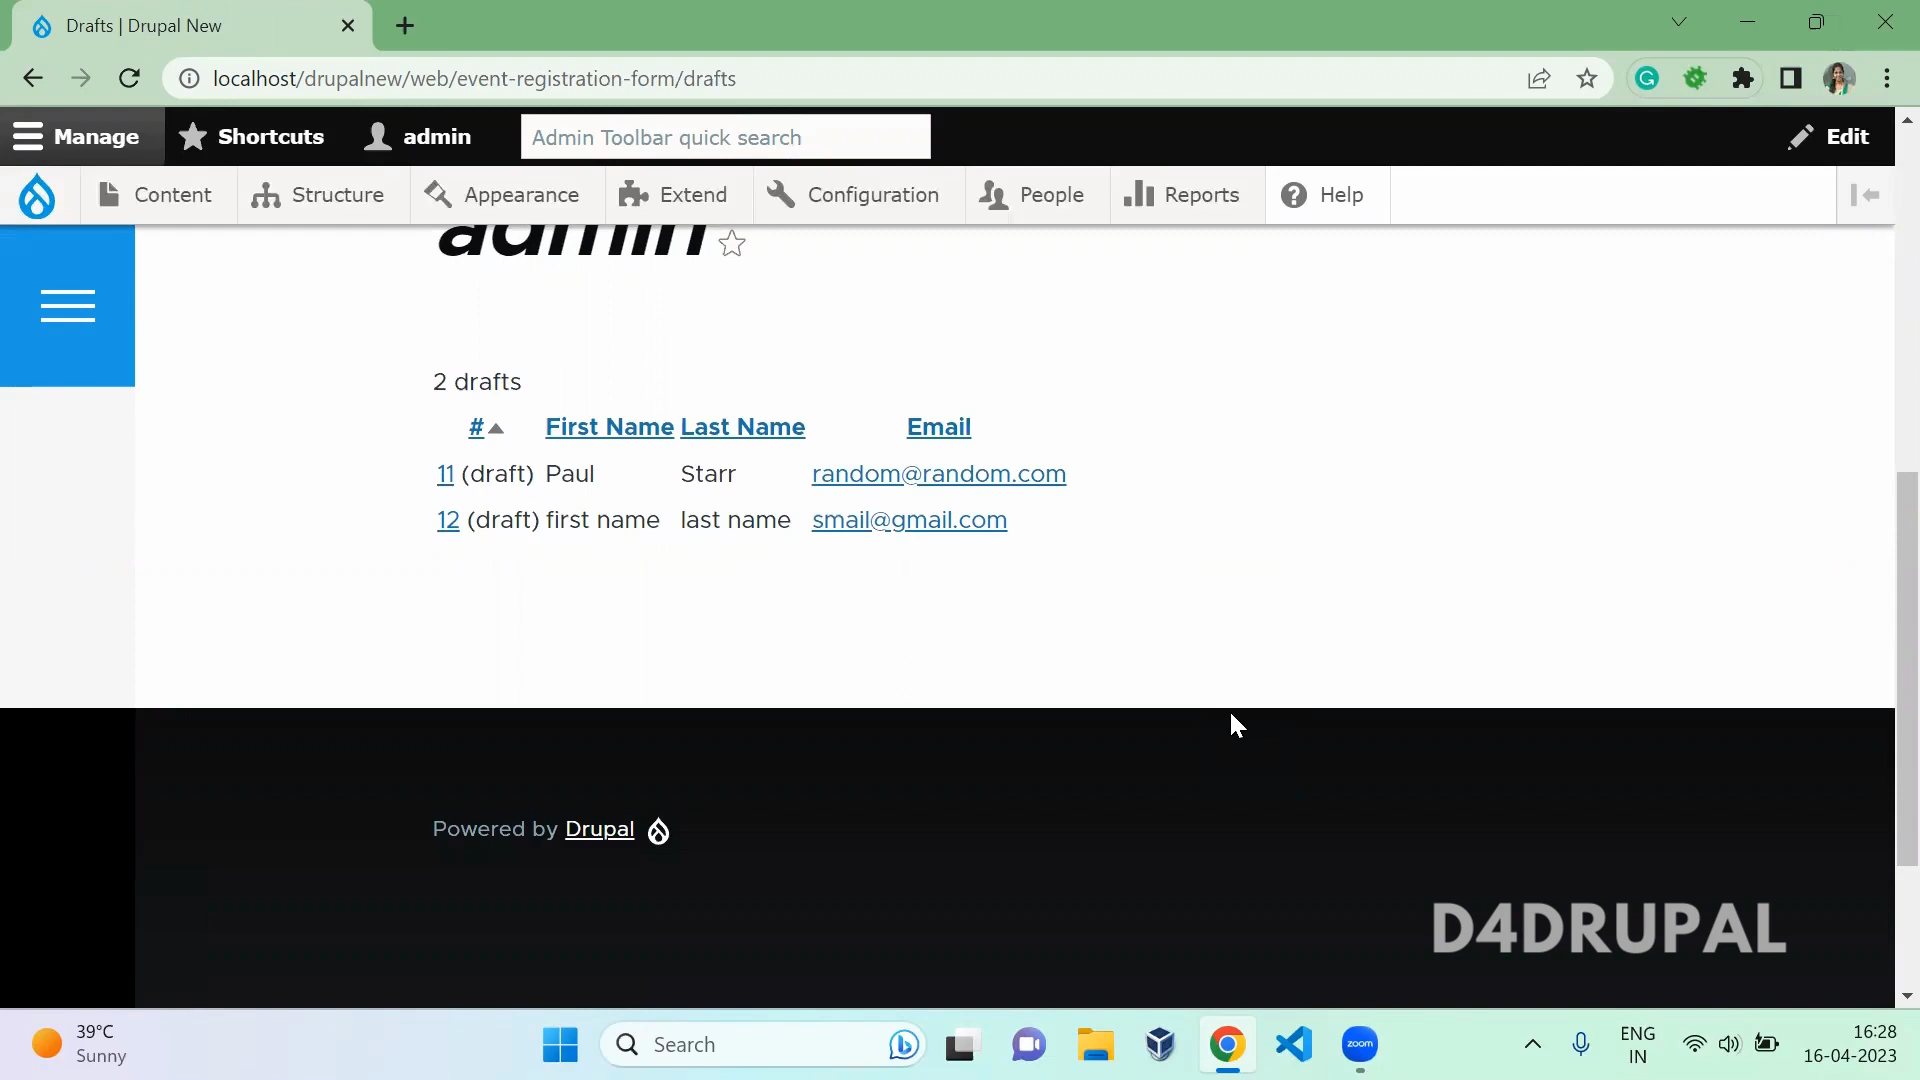 Drafts | Drupal New
localhost/drupalnew/web/event-registration-form/drafts
Manage Shortcuts admin Admin Toolbar quick search Edit
Content Structure Appearance Extend Configuration People Reports Help
admin
2 drafts
# First Name Last Name Email
11 (draft) Paul Starr random@random.com
12 (draft) first name last name smail@gmail.com
Powered by Drupal
D4DRUPAL
39°C
Sunny
Search
zoom
ENG
IN
16:28
16-04-2023